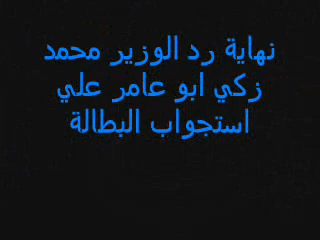 نهاية رد الوزير محمد
زكي ابو عامر علي
استجواب البطالة